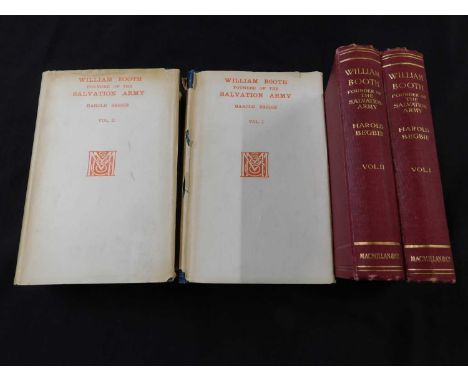 WILLIAM BOOTH
FOUNDER OF THE
SALVATION ARMY
HAROLD BEGBIE
VOL. II
WILLIAM BOOTH
FOUNDER OF THE
SALVATION ARMY
HAROLD BEGBIE
VOL. I
WILLIAM
BOOTH
FOUNDER OF
THE
SALVATION
ARMY
HAROLD
BEGBIE
VOL. II
MACMILLAN & Co.
WILLIAM
BOOTH
FOUNDER OF
THE
SALVATION
ARMY
HAROLD
BEGBIE
VOL. I
MACMILLAN & Co.